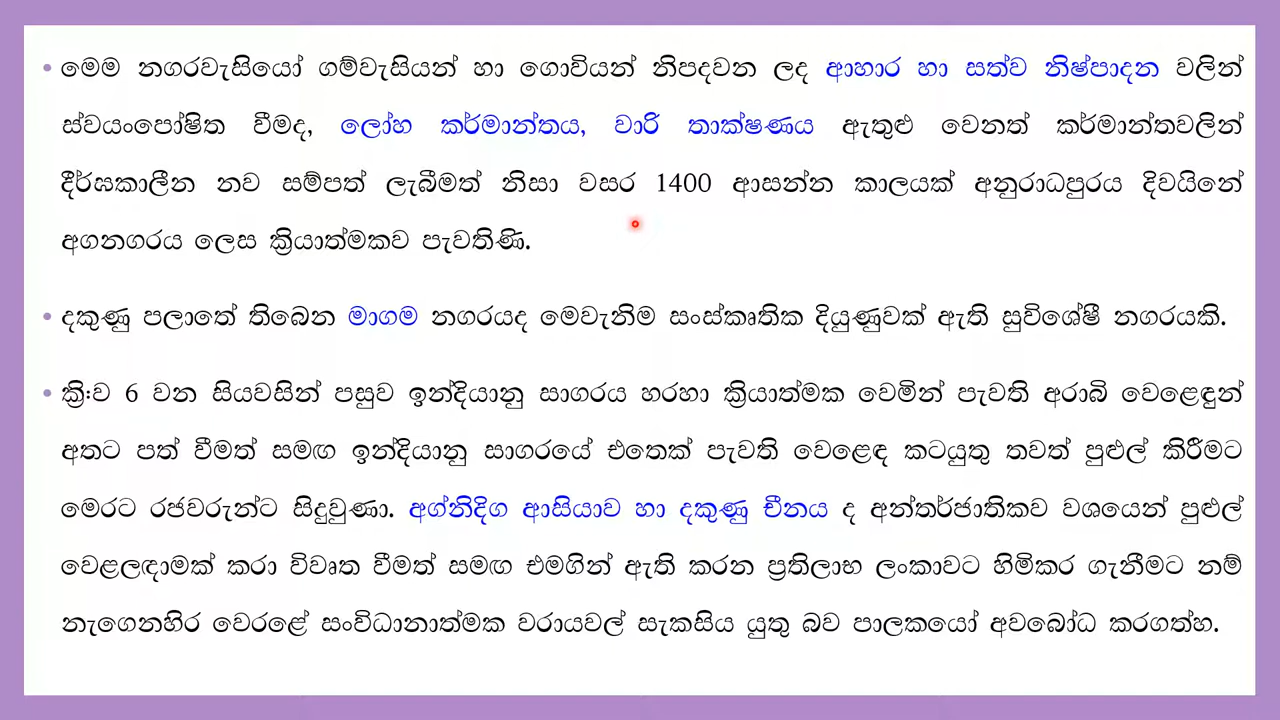 • මෙම නගරවැසියෝ ගම්වැසියන් හා ගොවියන් නිපදවන ලද ආහාර හා සත්ව නිෂ්පාදන වලින්
ස්වයංපෝෂිත වීමද, ලෝහ කර්මාන්තය, වාරි තාක්ෂණය ඇතුළු වෙනත් කර්මාන්තවලින්
දීර්ඝකාලීන නව සම්පත් ලැබීමත් නිසා වසර 1400 ආසන්න කාලයක් අනුරාධපුරය දිවයිනේ
අගනගරය ලෙස ක්‍රියාත්මකව පැවතිණි.
• දකුණු පලාතේ තිබෙන මාගම නගරයද මෙවැනිම සංස්කෘතික දියුණුවක් ඇති සුවිශේෂී නගරයකි.
• ක්‍රි:ව 6 වන සියවසින් පසුව ඉන්දියානු සාගරය හරහා ක්‍රියාත්මක වෙමින් පැවති අරාබි වෙළෙඳුන්
අතට පත් වීමත් සමඟ ඉන්දියානු සාගරයේ එතෙක් පැවති වෙළෙඳ කටයුතු තවත් පුළුල් කිරීමට
මෙරට රජවරුන්ට සිදුවුණා. අග්නිදිග ආසියාව හා දකුණු චීනය ද අන්තර්ජාතිකව වශයෙන් පුළුල්
වෙළලඳාමක් කරා විවෘත වීමත් සමඟ එමගින් ඇති කරන ප්‍රතිලාභ ලංකාවට හිමිකර ගැනීමට නම්
නැගෙනහිර වෙරළේ සංවිධානාත්මක වරායවල් සැකසිය යුතු බව පාලකයෝ අවබෝධ කරගත්හ.